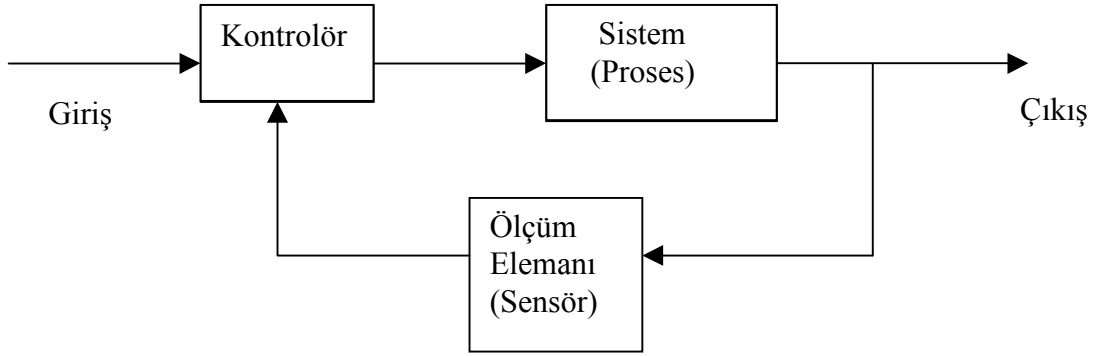 Kontrolör
Sistem
(Proses)
Giriş
Çıkış
Ölçüm
Elemanı
(Sensör)